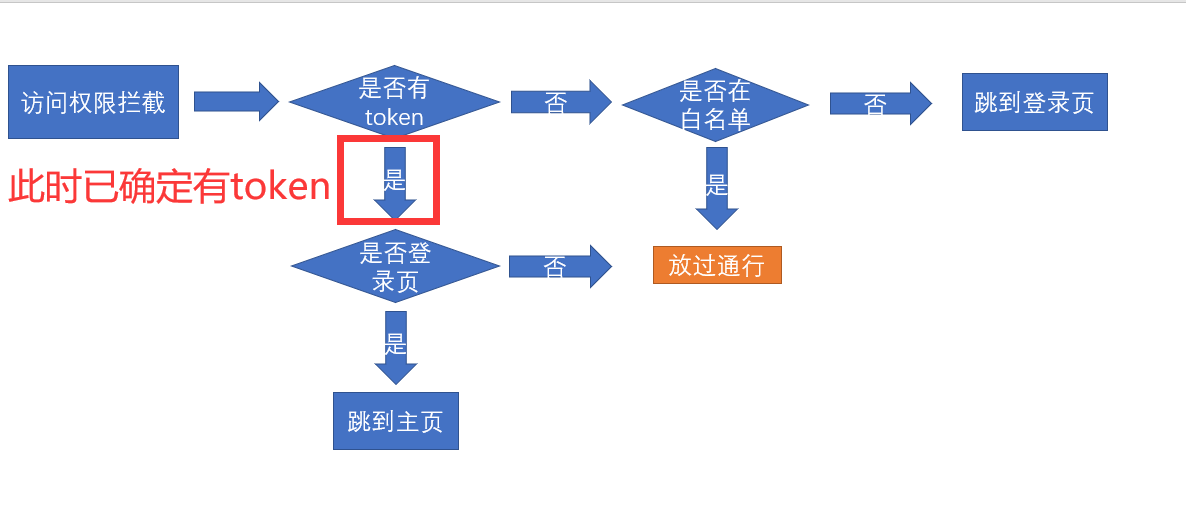 访问权限拦截
是否有
token
否
是否在
白名单
否
跳到登录页
此时已确定有token
是
是
是否登
录页
否
放过通行
是
跳到主页